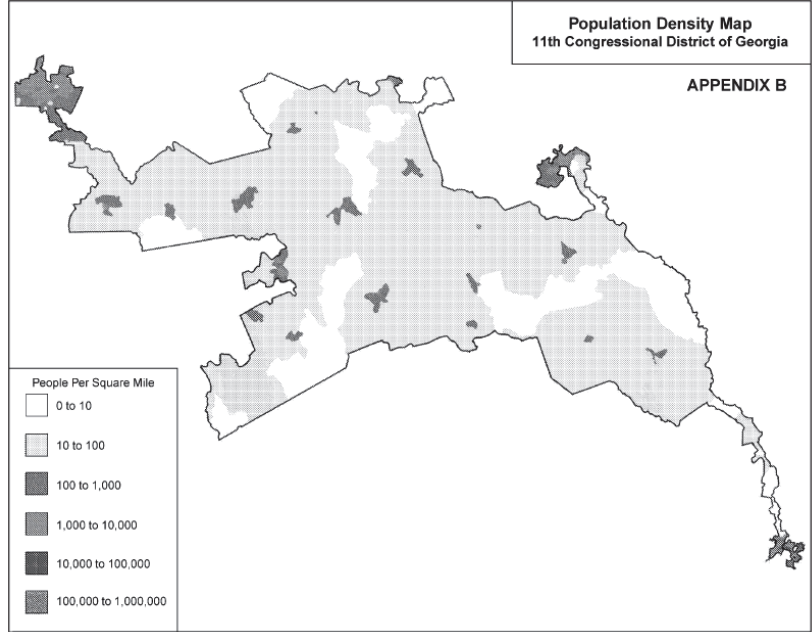 Population Density Map
11th Congressional District of Georgia
APPENDIX B
People Per Square Mile
0 to 10
10 to 100
100 to 1,000
1,000 to 10,000
10,000 to 100,000
100,000 to 1,000,000